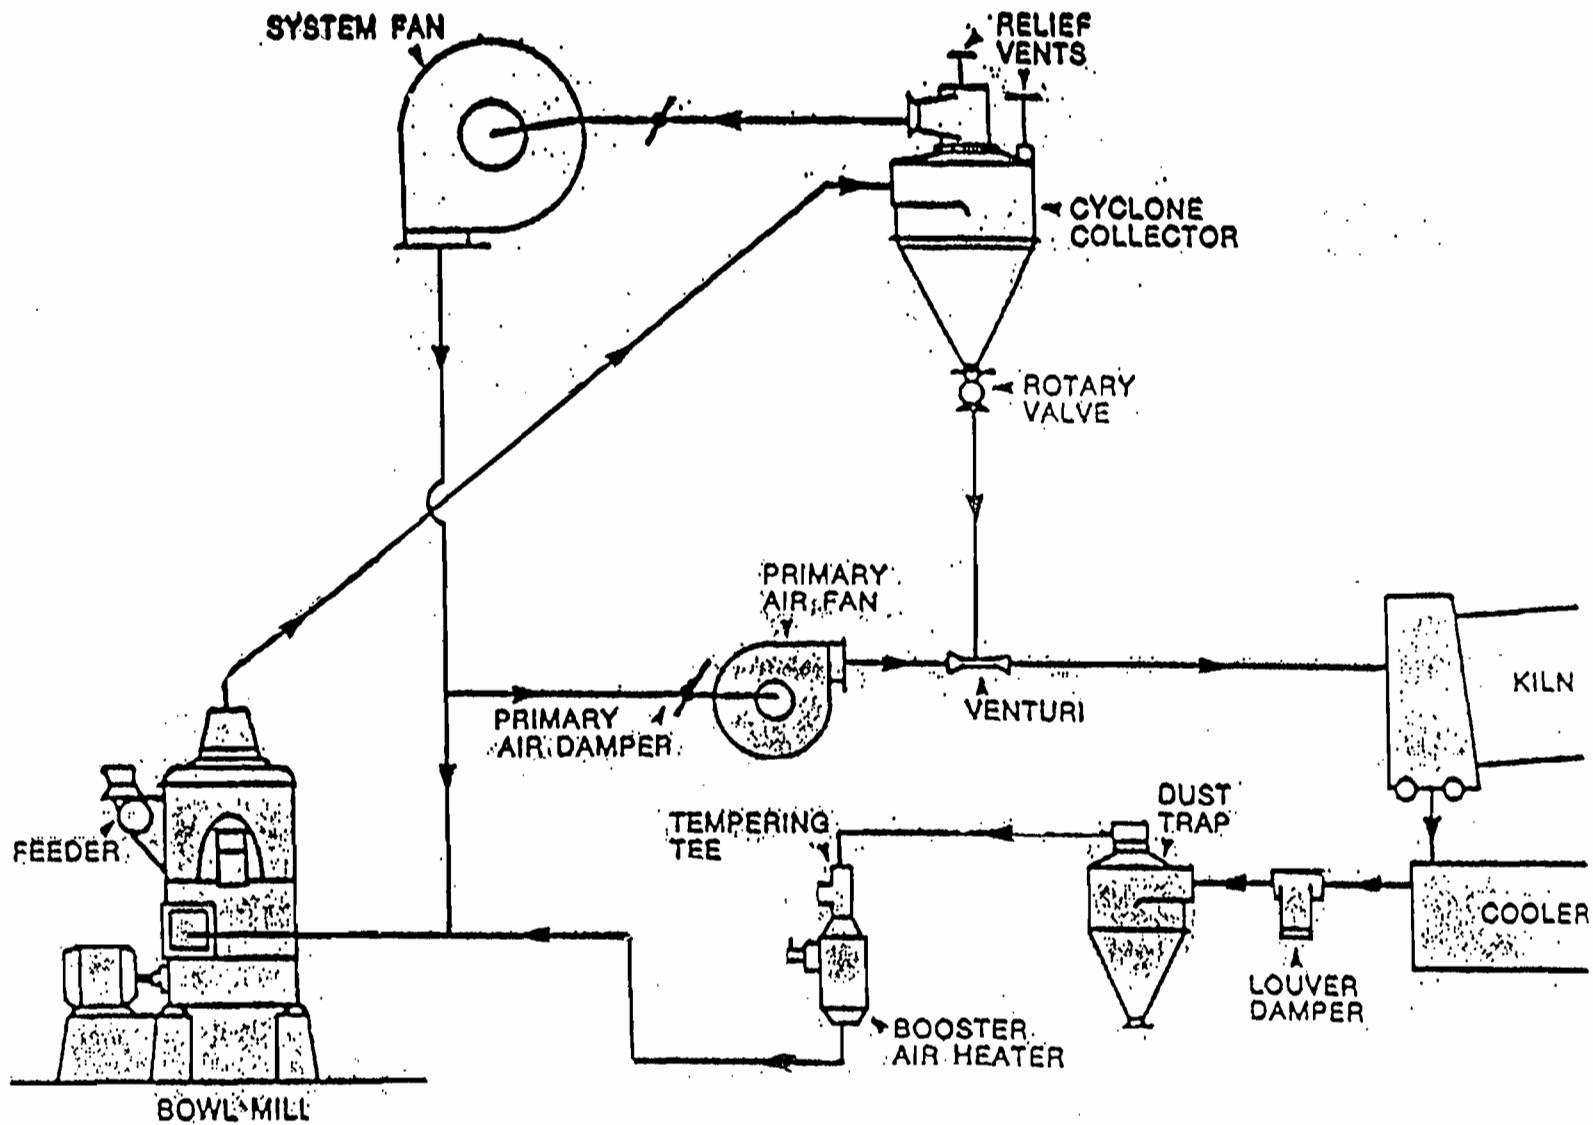 SYSTEM FAN
RELIEF
VENTS
CYCLONE
COLLECTOR
ROTARY
VALVE
PRIMARY
AIR FAN
KILN
VENTURI
PRIMARY
AIR DAMPER
DUST
TRAP
TEMPERING
TEE
FEEDER
COOLER
LOUVER
DAMPER
BOOSTER
AIR HEATER
BOWL MILL